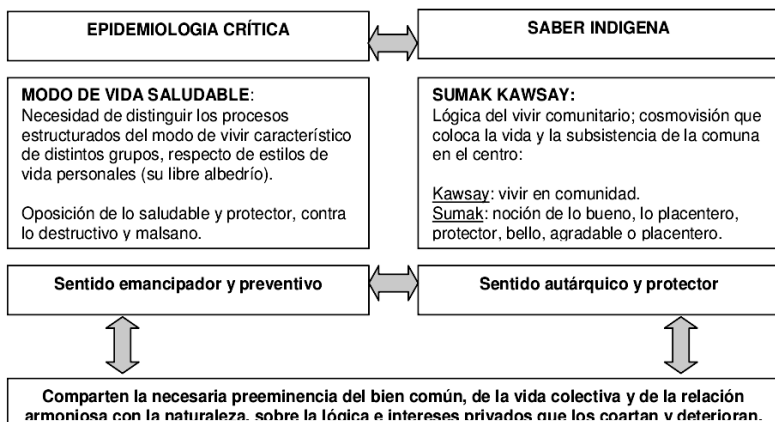 EPIDEMIOLOGIA CRÍTICA
SABER INDIGENA
MODO DE VIDA SALUDABLE:
Necesidad de distinguir los procesos
estructurados del modo de vivir característico
de distintos grupos, respecto de estilos de
vida personales (su libre albedrío).
Oposición de lo saludable y protector, contra
lo destructivo y malsano.
SUMAK KAWSAY:
Lógica del vivir comunitario; cosmovisión que
coloca la vida y la subsistencia de la comuna
en el centro:
Kawsay: vivir en comunidad.
Sumak: noción de lo bueno, lo placentero,
protector, bello, agradable o placentero.
Sentido emancipador y preventivo
Sentido autárquico y protector
Comparten la necesaria preeminencia del bien común, de la vida colectiva y de la relación
armoniosa con la naturaleza, sobre la lógica e intereses privados que los coartan y deterioran.